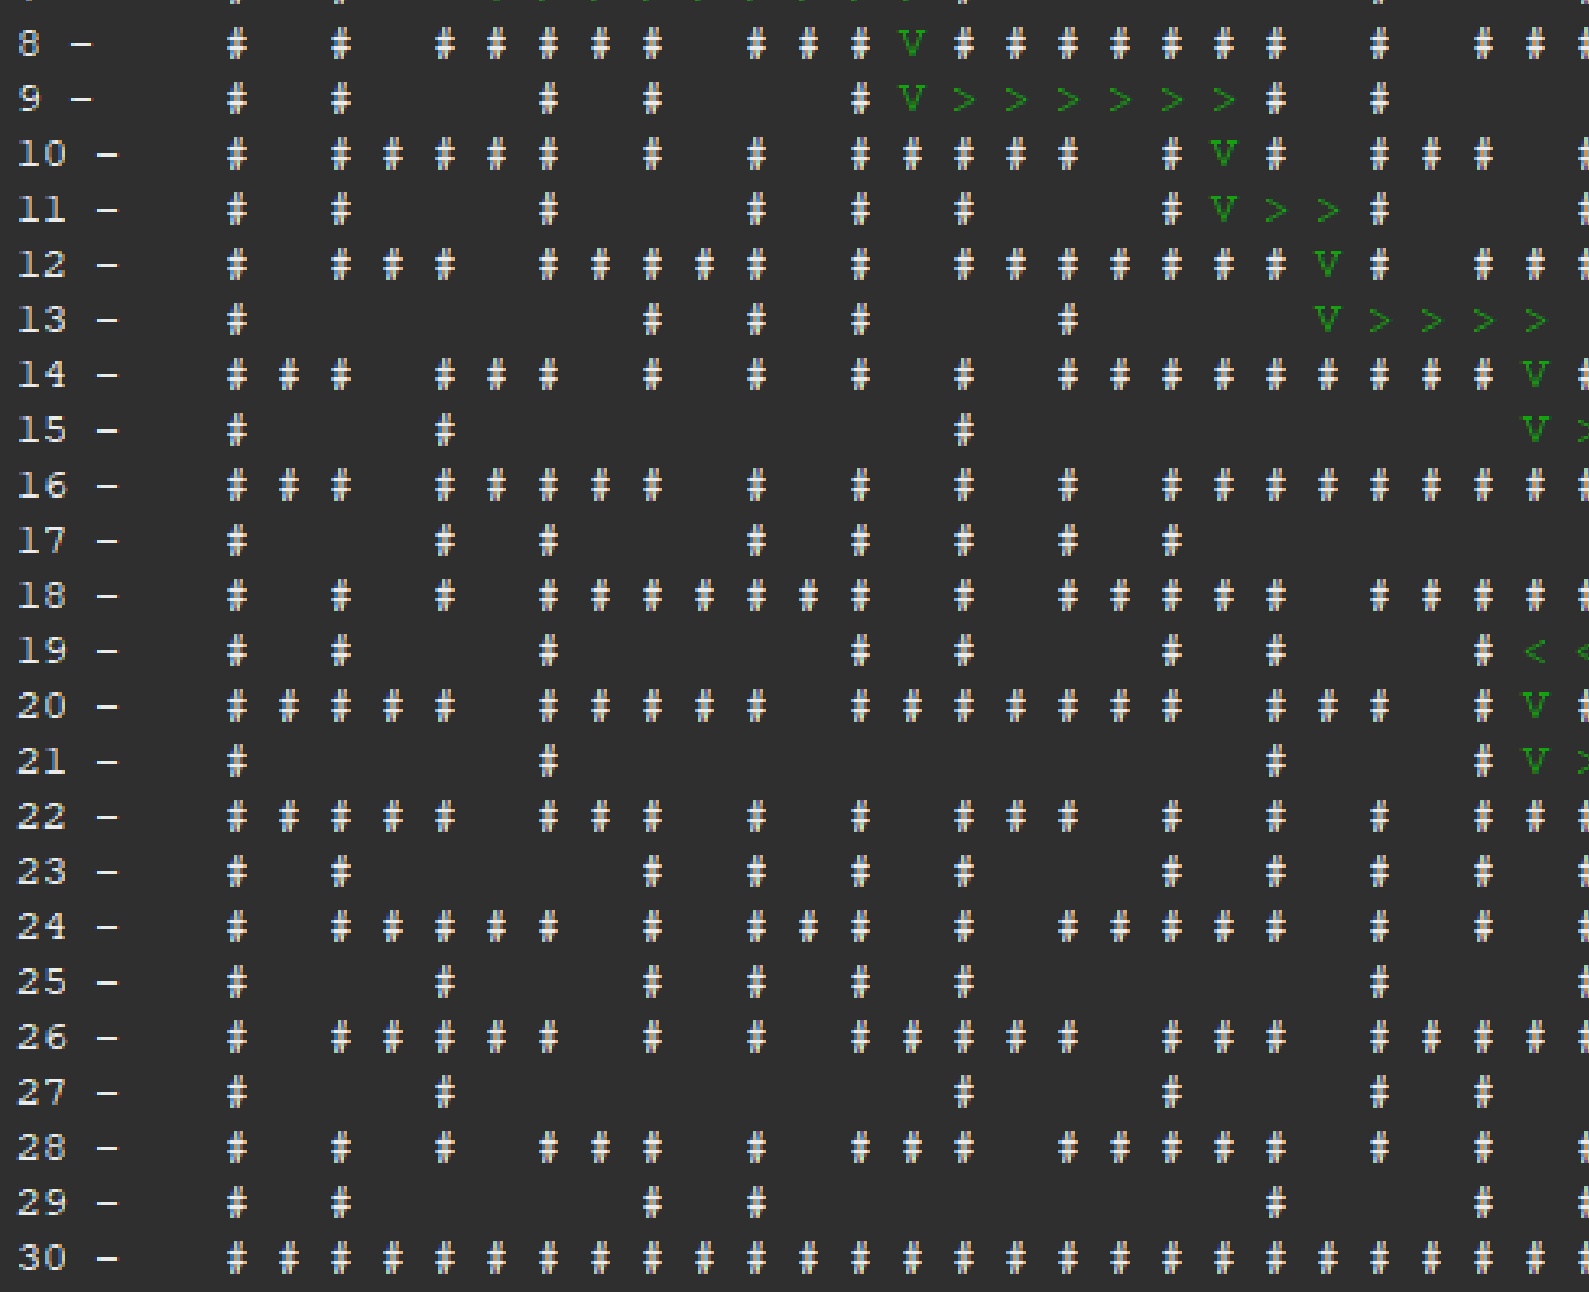 8 -     #   #   # # # # #   # # # V # # # # # # #   #   # # #
9 -     #   #       #   #       # V > > > > > > #   #
10 -    #   # # # # #   #   #   # # # # #   # V #   # # #   #
11 -    #   #       #       #   #   #       # V > > #       #
12 -    #   # # #   # # # # #   #   # # # # # # # V #   # # #
13 -    #               #   #   #       #         V > > > >
14 -    # # #   # # #   #   #   #   #   # # # # # # # # # V #
15 -    #       #                   #                     V >
16 -    # # #   # # # # #   #   #   #   #   # # # # # # # # #
17 -    #       #   #       #   #   #   #   #
18 -    #   #   #   # # # # # # #   #   # # # # #   # # # # #
19 -    #   #       #           #   #       #   #       # < <
20 -    # # # # #   # # # # #   # # # # # # #   # # #   # V #
21 -    #           #                           #       # V >
22 -    # # # # #   # # #   #   #   # # #   #   #   #   # # #
23 -    #   #           #   #   #   #       #   #   #   #   #
24 -    #   # # # # #   #   # # #   #   # # # # #   #   #   #
25 -    #       #       #   #   #   #               #       #
26 -    #   # # # # #   #   #   # # # # #   # # #   # # # # #
27 -    #       #                   #       #       #   #
28 -    #   #   #   # # #   #   # # #   # # # # #   #   #   #
29 -    #   #           #   #                   #       #   #
30 -    # # # # # # # # # # # # # # # # # # # # # # # # # # #